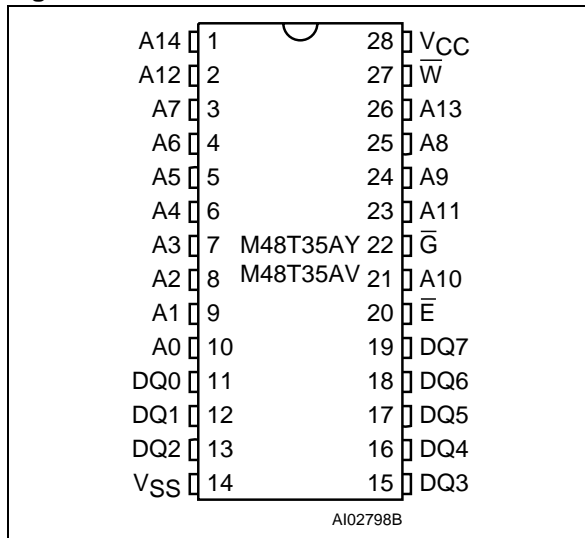 A14 1 28 VCC
A12 2 27 W̅
A7 3 26 A13
A6 4 25 A8
A5 5 24 A9
A4 6 23 A11
A3 7 M48T35AY 22 G̅
A2 8 M48T35AV 21 A10
A1 9 20 E̅
A0 10 19 DQ7
DQ0 11 18 DQ6
DQ1 12 17 DQ5
DQ2 13 16 DQ4
VSS 14 15 DQ3
AI02798B